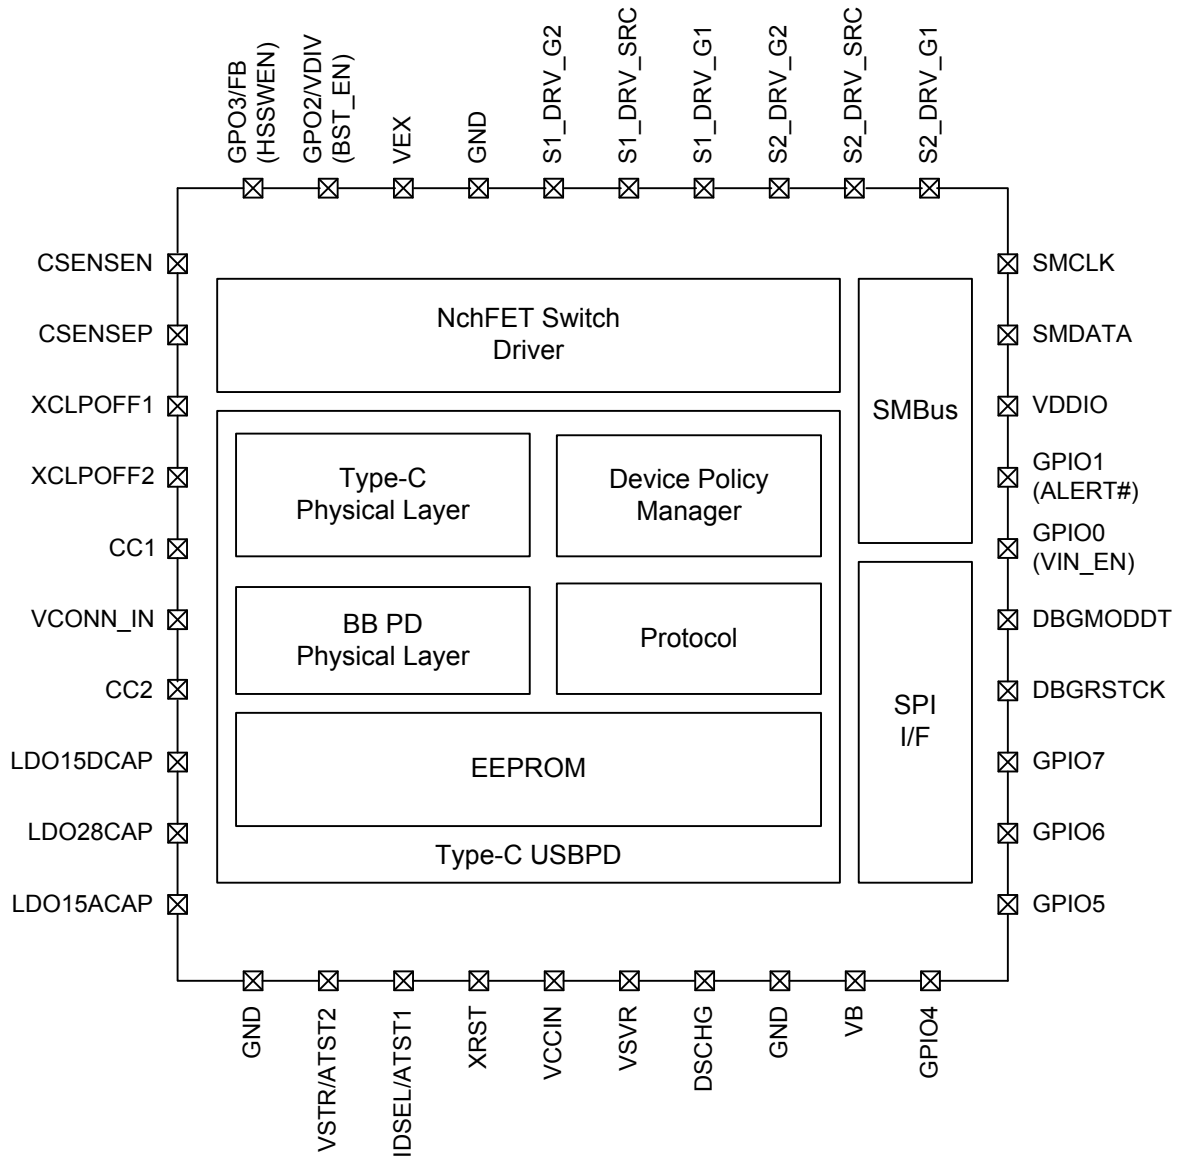 GPO3/FB
(HSSWEN)
GPO2/VDIV
(BST_EN)
VEX
GND
S1_DRV_G2
S1_DRV_SRC
S1_DRV_G1
S2_DRV_G2
S2_DRV_SRC
S2_DRV_G1
CSENSEN
CSENSEP
XCLPOFF1
XCLPOFF2
CC1
VCONN_IN
CC2
LDO15DCAP
LDO28CAP
LDO15ACAP
NchFET Switch
Driver
Type-C
Physical Layer
Device Policy
Manager
BB PD
Physical Layer
Protocol
EEPROM
Type-C USBPD
SMBus
SPI
I/F
SMCLK
SMDATA
VDDIO
GPIO1
(ALERT#)
GPIO0
(VIN_EN)
DBGMODDT
DBGRSTCK
GPIO7
GPIO6
GPIO5
GND
VSTR/ATST2
IDSEL/ATST1
XRST
VCCIN
VSVR
DSCHG
GND
VB
GPIO4